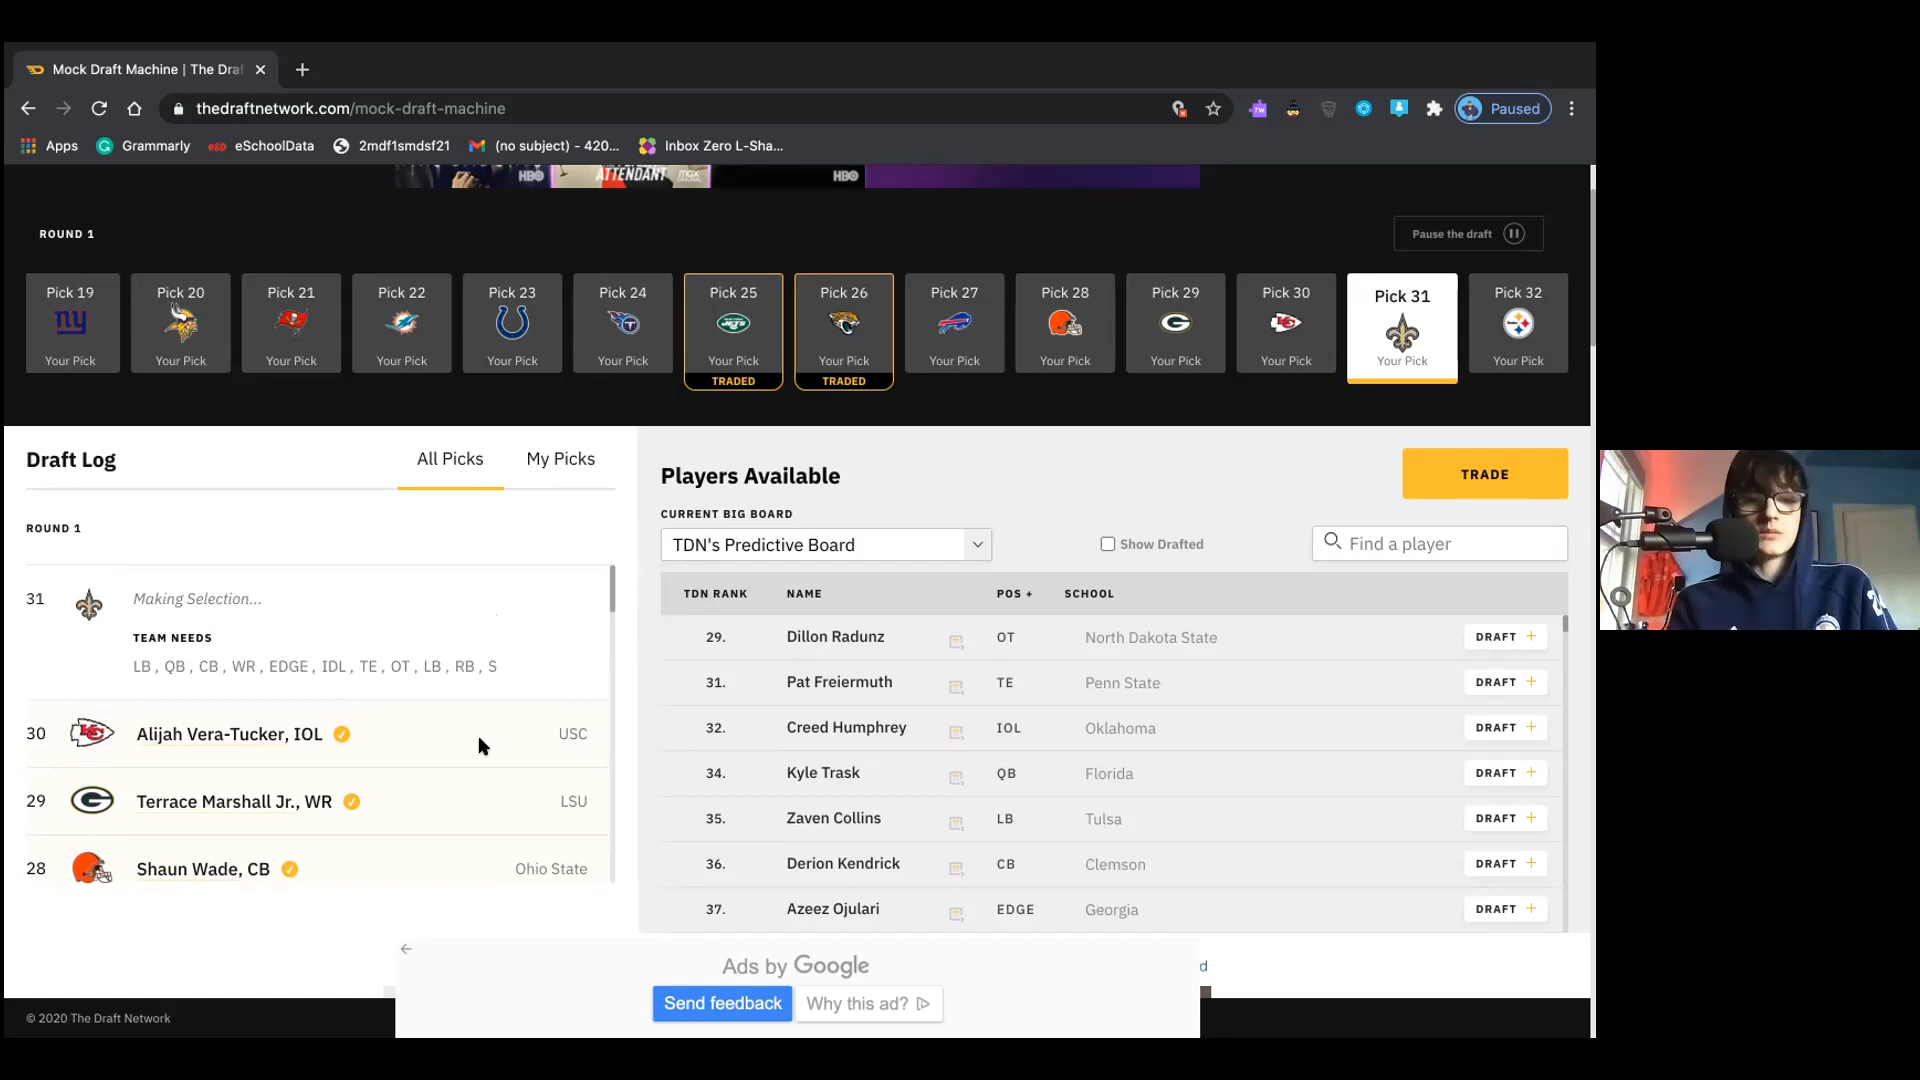 Mock Draft Machine | The Draf
thedraftnetwork.com/mock-draft-machine
Paused
Apps
Grammarly
eSD eSchoolData
2mdf1smdsf21
(no subject) - 420...
Inbox Zero L-Sha...
HBO ATTENDANT max HBO
ROUND 1
Pause the draft
Pick 19 Pick 20 Pick 21 Pick 22 Pick 23 Pick 24 Pick 25 Pick 26 Pick 27 Pick 28 Pick 29 Pick 30 Pick 31 Pick 32
ny JETS G KC
Your Pick Your Pick Your Pick Your Pick Your Pick Your Pick Your Pick Your Pick Your Pick Your Pick Your Pick Your Pick Your Pick Your Pick
TRADED TRADED
Draft Log
All Picks
My Picks
ROUND 1
31 Making Selection...
TEAM NEEDS
LB , QB , CB , WR , EDGE , IDL , TE , OT , LB , RB , S
30 KC Alijah Vera-Tucker, IOL USC
29 G Terrace Marshall Jr., WR LSU
28 Shaun Wade, CB Ohio State
Players Available
TRADE
CURRENT BIG BOARD
TDN's Predictive Board
Show Drafted
Find a player
TDN RANK NAME POS + SCHOOL
29. Dillon Radunz OT North Dakota State DRAFT +
31. Pat Freiermuth TE Penn State DRAFT +
32. Creed Humphrey IOL Oklahoma DRAFT +
34. Kyle Trask QB Florida DRAFT +
35. Zaven Collins LB Tulsa DRAFT +
36. Derion Kendrick CB Clemson DRAFT +
37. Azeez Ojulari EDGE Georgia DRAFT +
Ads by Google
d
Send feedback
Why this ad?
© 2020 The Draft Network